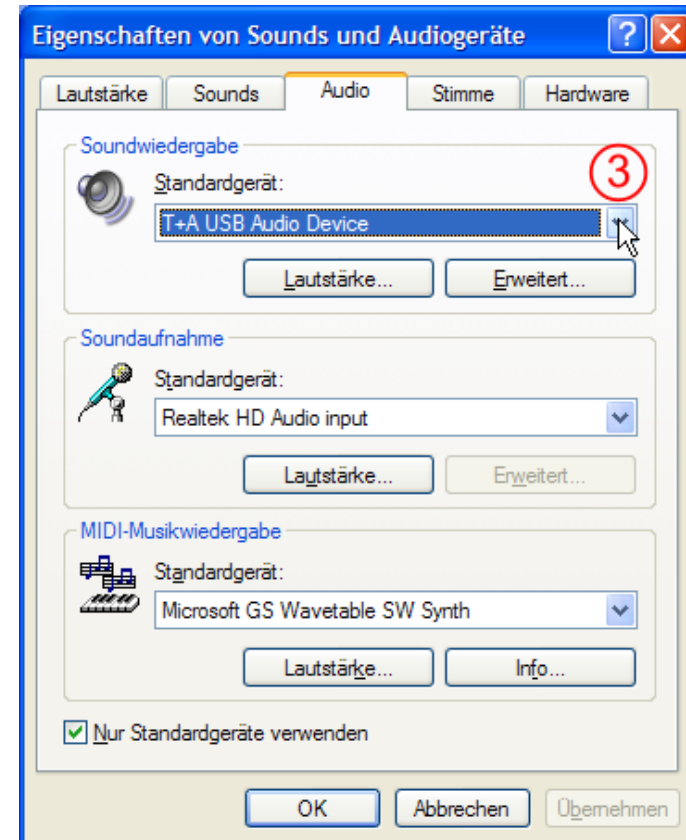 Eigenschaften von Sounds und Audiogeräte
Lautstärke Sounds Audio Stimme Hardware
Soundwiedergabe
3
Standardgerät:
T+A USB Audio Device
Lautstärke... Erweitert...
Soundaufnahme
Standardgerät:
Realtek HD Audio input
Lautstärke... Erweitert...
MIDI-Musikwiedergabe
Standardgerät:
Microsoft GS Wavetable SW Synth
Lautstärke... Info...
Nur Standardgeräte verwenden
OK Abbrechen Übernehmen